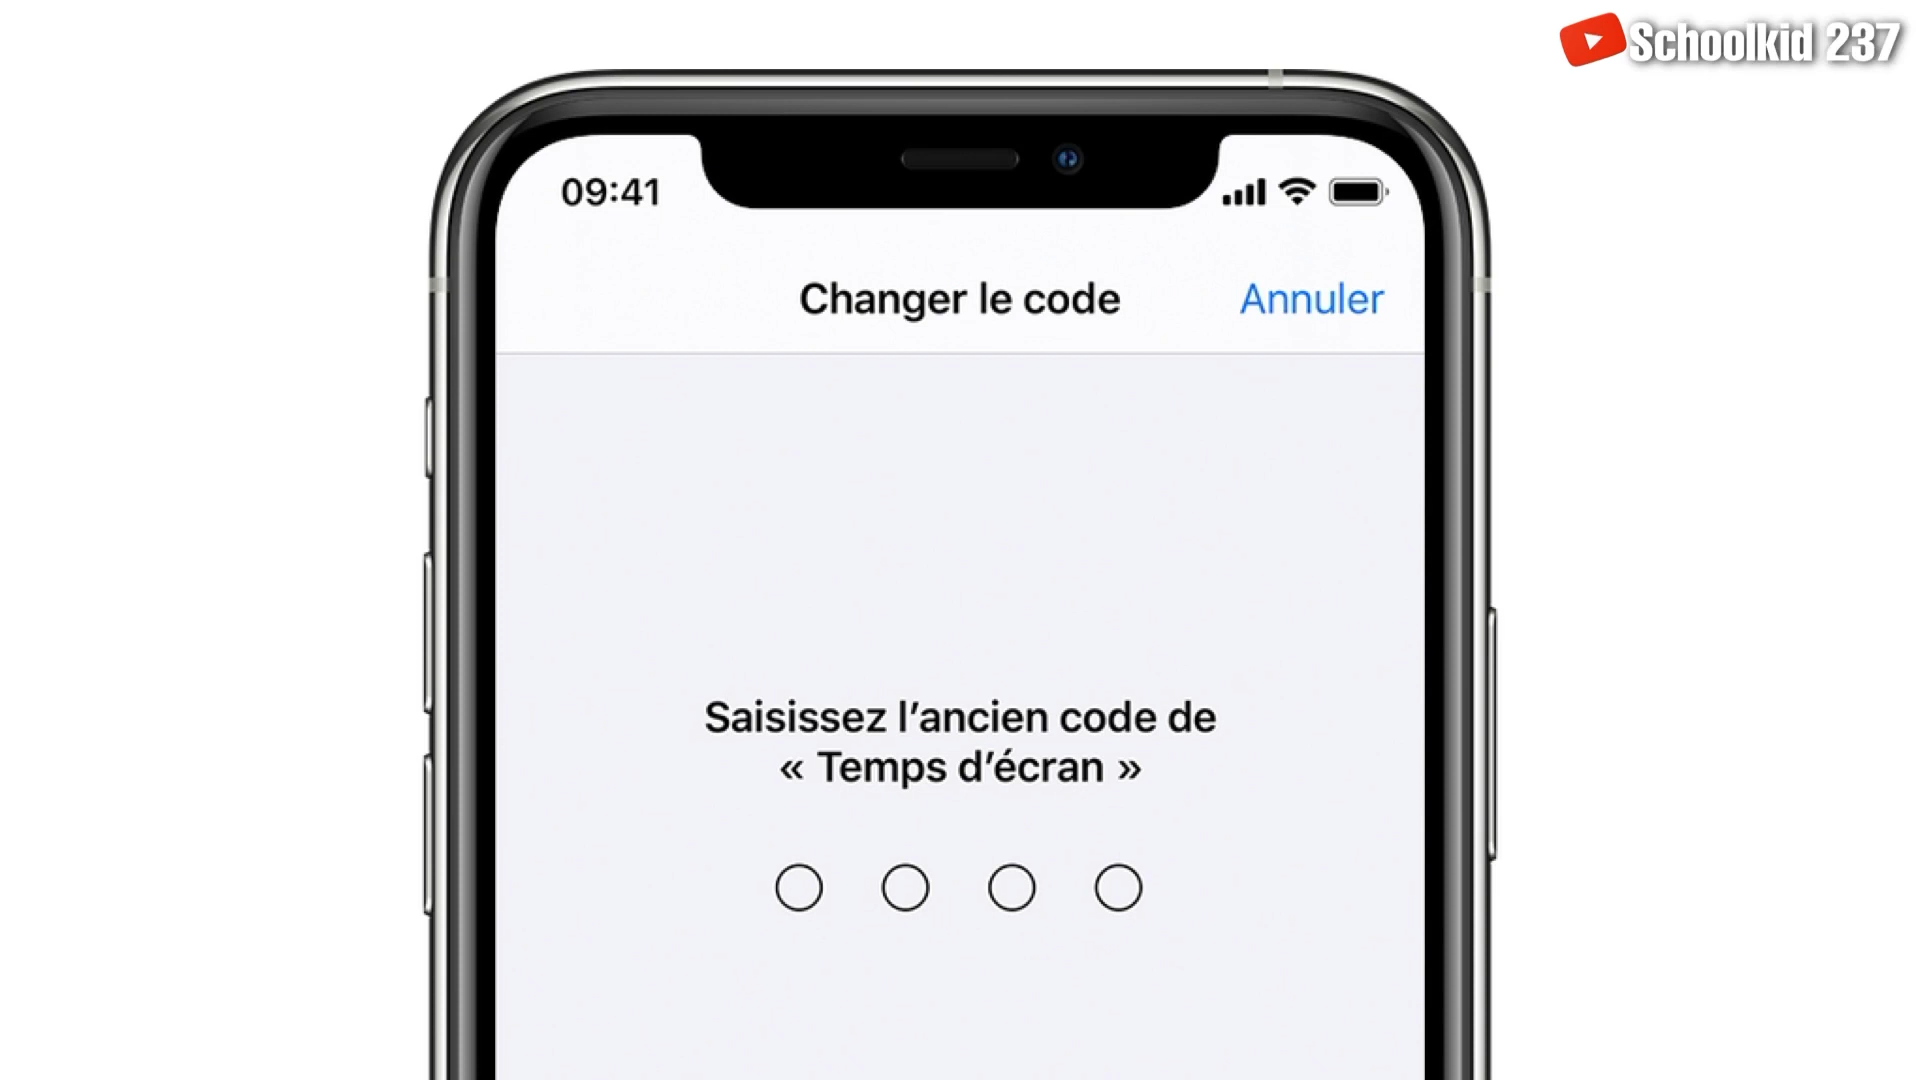 Schoolkid 237
09:41
Changer le code
Annuler
Saisissez l’ancien code de
« Temps d’écran »